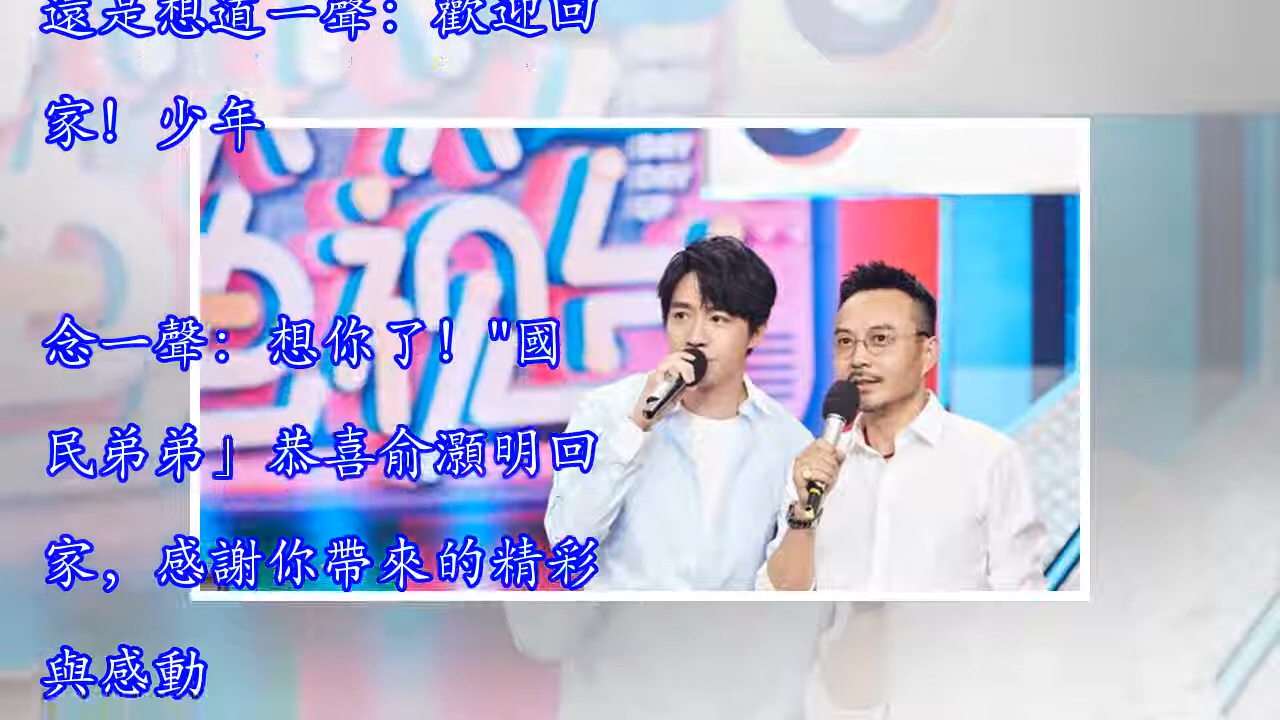 還是想道一聲：歡迎回
家！少年
念一聲：想你了！"國
民弟弟」恭喜俞灝明回
家，感謝你帶來的精彩
與感動